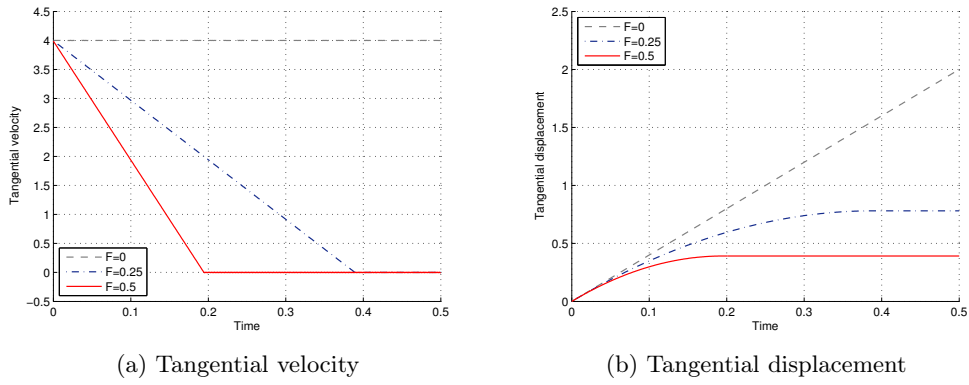 4.5
4
3.5
3
2.5
2
1.5
1
0.5
0
−0.5
Tangential velocity
0 0.1 0.2 0.3 0.4 0.5
Time
F=0
F=0.25
F=0.5
(a) Tangential velocity
2.5
2
1.5
1
0.5
0
Tangential displacement
0 0.1 0.2 0.3 0.4 0.5
Time
F=0
F=0.25
F=0.5
(b) Tangential displacement